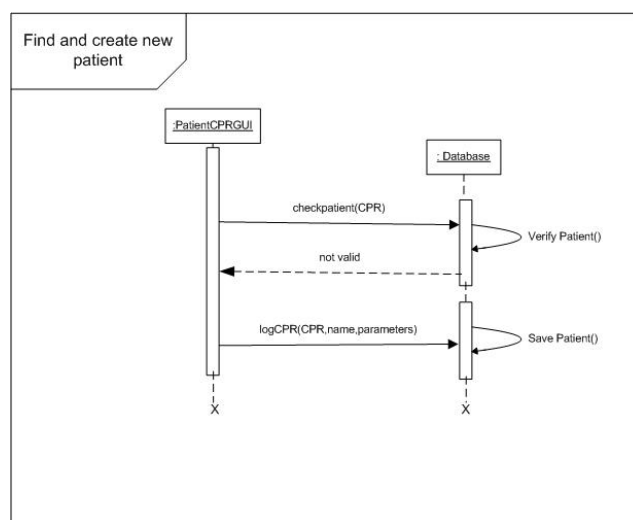 Find and create new
patient
:PatientCPRGUI
: Database
checkpatient(CPR)
Verify Patient()
not valid
logCPR(CPR,name,parameters)
Save Patient()
X
X